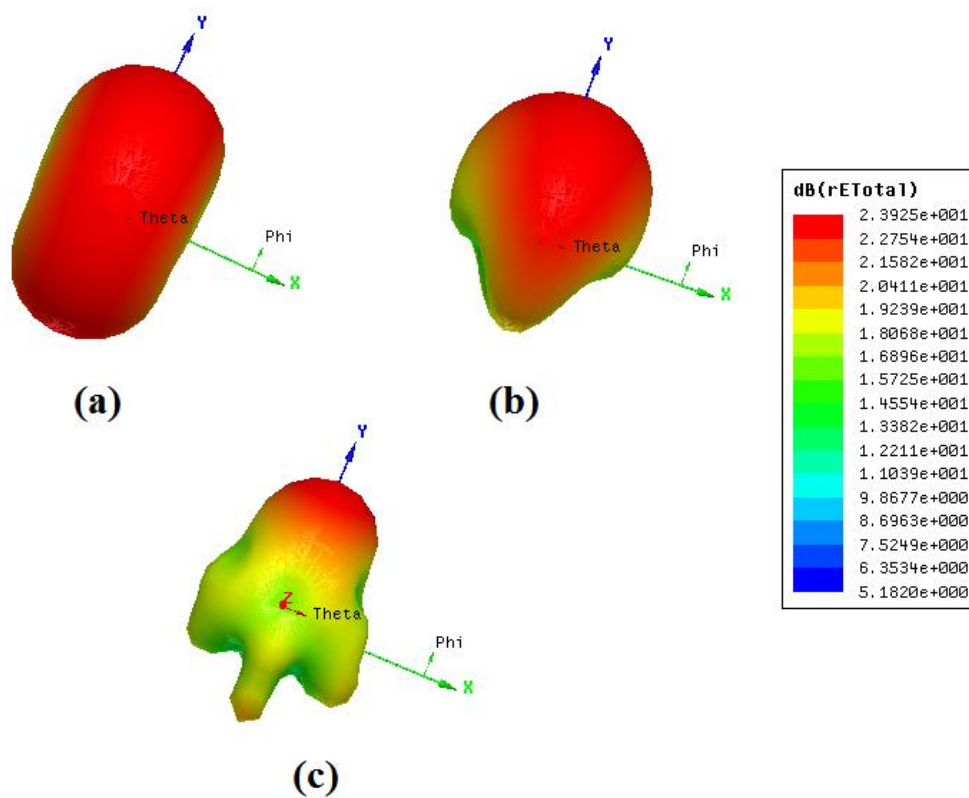 Y
Theta
Phi
X
(a)
Y
Theta
Phi
X
(b)
Y
Z
Theta
Phi
X
(c)
dB(rETotal)
2.3925e+001
2.2754e+001
2.1582e+001
2.0411e+001
1.9239e+001
1.8068e+001
1.6896e+001
1.5725e+001
1.4554e+001
1.3382e+001
1.2211e+001
1.1039e+001
9.8677e+000
8.6963e+000
7.5249e+000
6.3534e+000
5.1820e+000